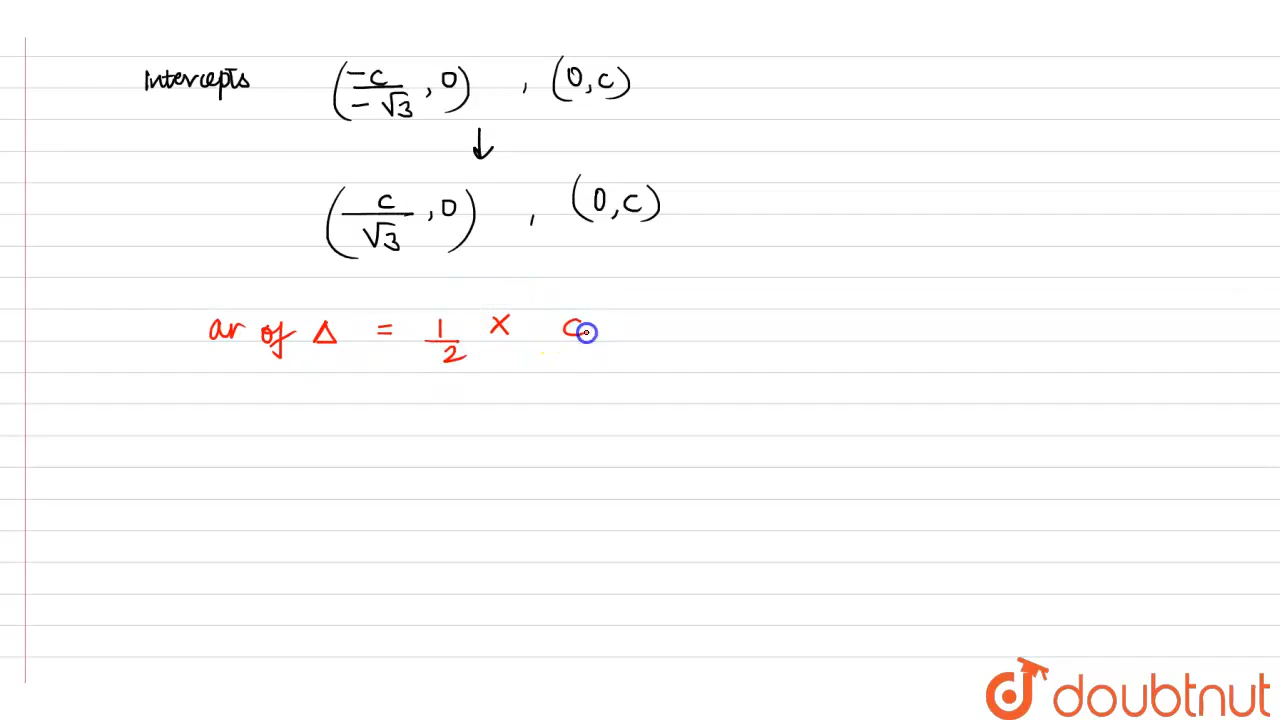 Intercepts (-c/-√3, 0) , (0, c)
↓
(c/√3, 0) , (0, c)
ar of Δ = 1/2 × c
doubtnut